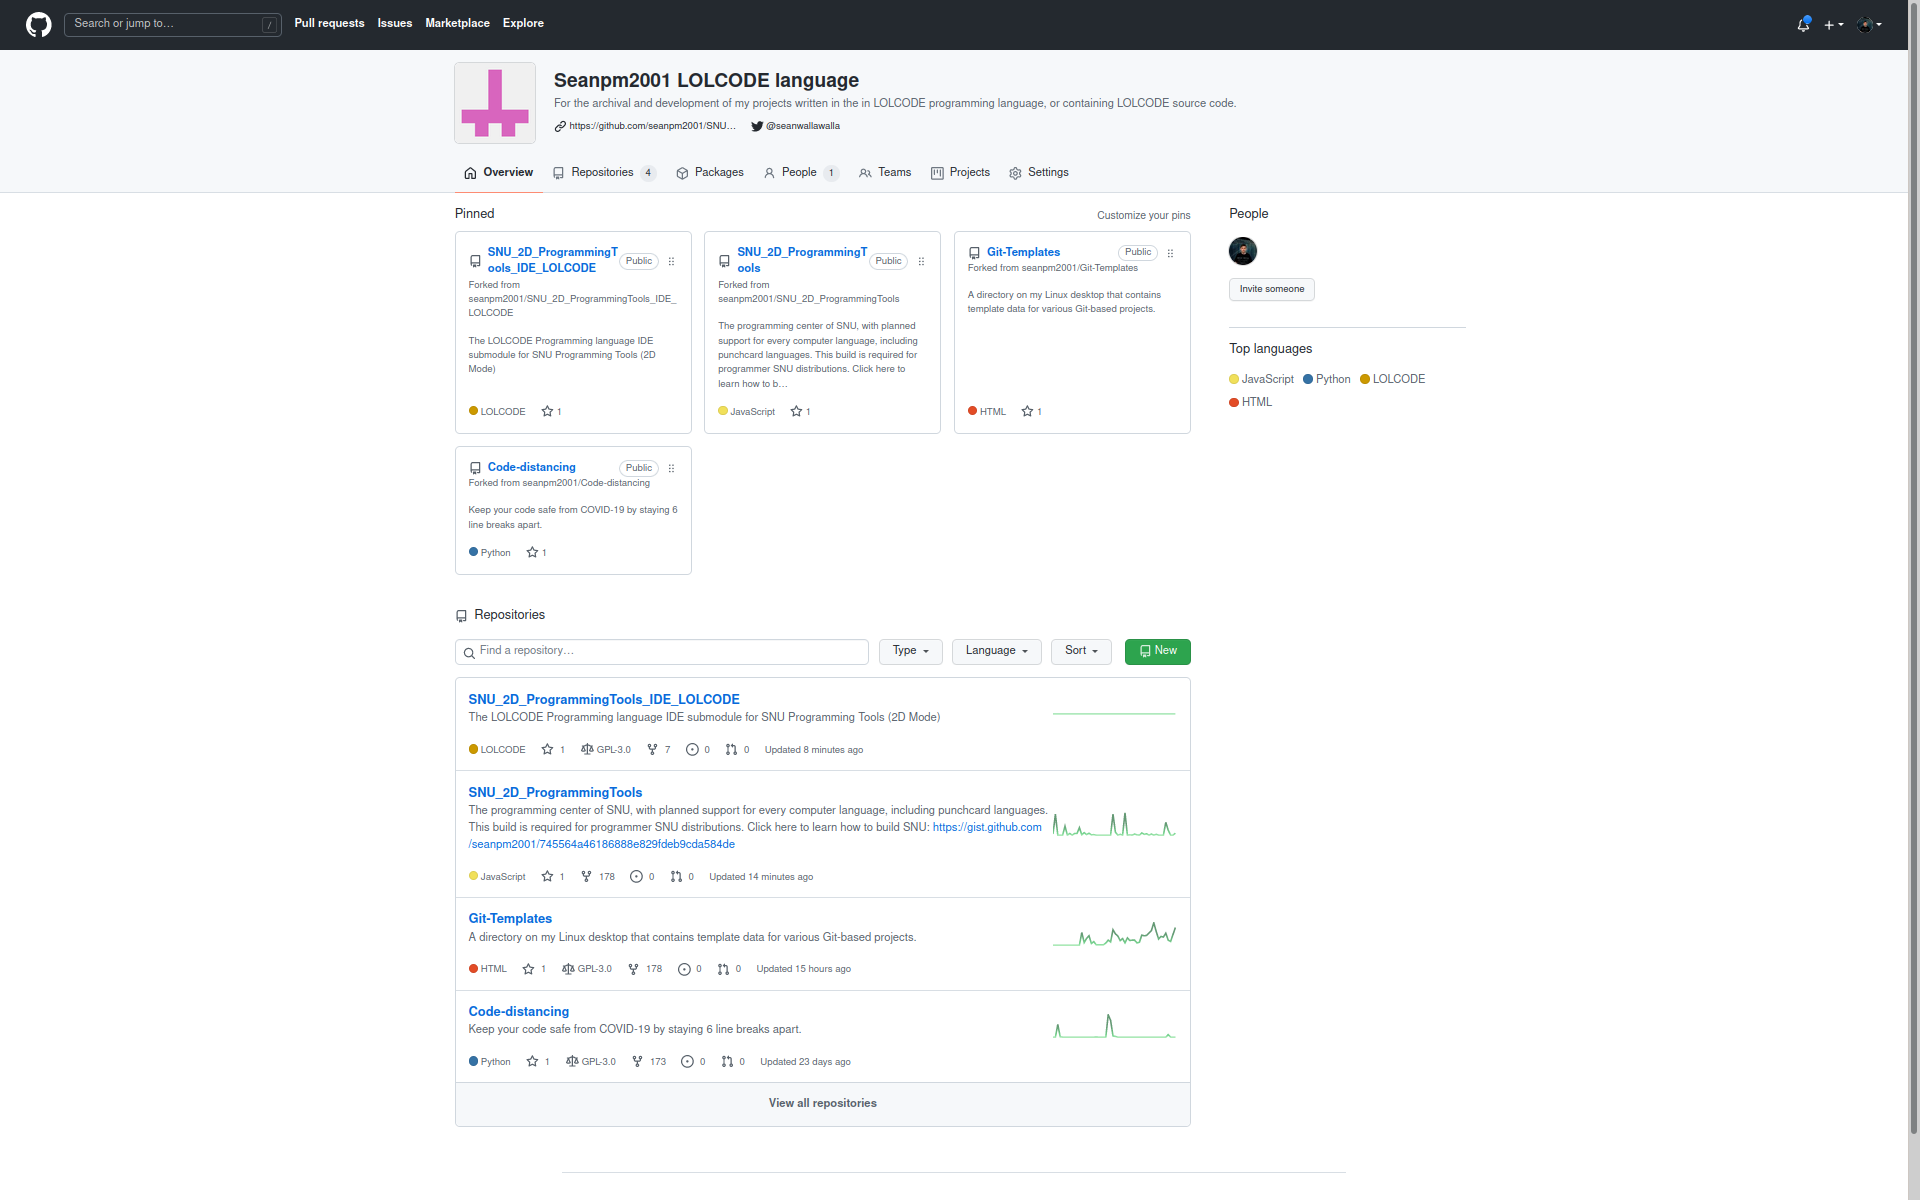 Search or jump to...
/
Pull requests
Issues
Marketplace
Explore
Seanpm2001 LOLCODE language
For the archival and development of my projects written in the in LOLCODE programming language, or containing LOLCODE source code.
https://github.com/seanpm2001/SNU...
@seanwallawalla
Overview
Repositories 4
Packages
People 1
Teams
Projects
Settings
Pinned
Customize your pins
SNU_2D_ProgrammingT
ools_IDE_LOLCODE
Public
Forked from
seanpm2001/SNU_2D_ProgrammingTools_IDE_
LOLCODE
The LOLCODE Programming language IDE
submodule for SNU Programming Tools (2D
Mode)
LOLCODE 1
SNU_2D_ProgrammingT
ools
Public
Forked from
seanpm2001/SNU_2D_ProgrammingTools
The programming center of SNU, with planned
support for every computer language, including
punchcard languages. This build is required for
programmer SNU distributions. Click here to
learn how to b...
JavaScript 1
Git-Templates
Public
Forked from seanpm2001/Git-Templates
A directory on my Linux desktop that contains
template data for various Git-based projects.
HTML 1
Code-distancing
Public
Forked from seanpm2001/Code-distancing
Keep your code safe from COVID-19 by staying 6
line breaks apart.
Python 1
People
Invite someone
Top languages
JavaScript Python LOLCODE
HTML
Repositories
Find a repository...
Type
Language
Sort
New
SNU_2D_ProgrammingTools_IDE_LOLCODE
The LOLCODE Programming language IDE submodule for SNU Programming Tools (2D Mode)
LOLCODE 1 GPL-3.0 7 0 0 Updated 8 minutes ago
SNU_2D_ProgrammingTools
The programming center of SNU, with planned support for every computer language, including punchcard languages.
This build is required for programmer SNU distributions. Click here to learn how to build SNU: https://gist.github.com
/seanpm2001/745564a46186888e829fdeb9cda584de
JavaScript 1 178 0 0 Updated 14 minutes ago
Git-Templates
A directory on my Linux desktop that contains template data for various Git-based projects.
HTML 1 GPL-3.0 178 0 0 Updated 15 hours ago
Code-distancing
Keep your code safe from COVID-19 by staying 6 line breaks apart.
Python 1 GPL-3.0 173 0 0 Updated 23 days ago
View all repositories